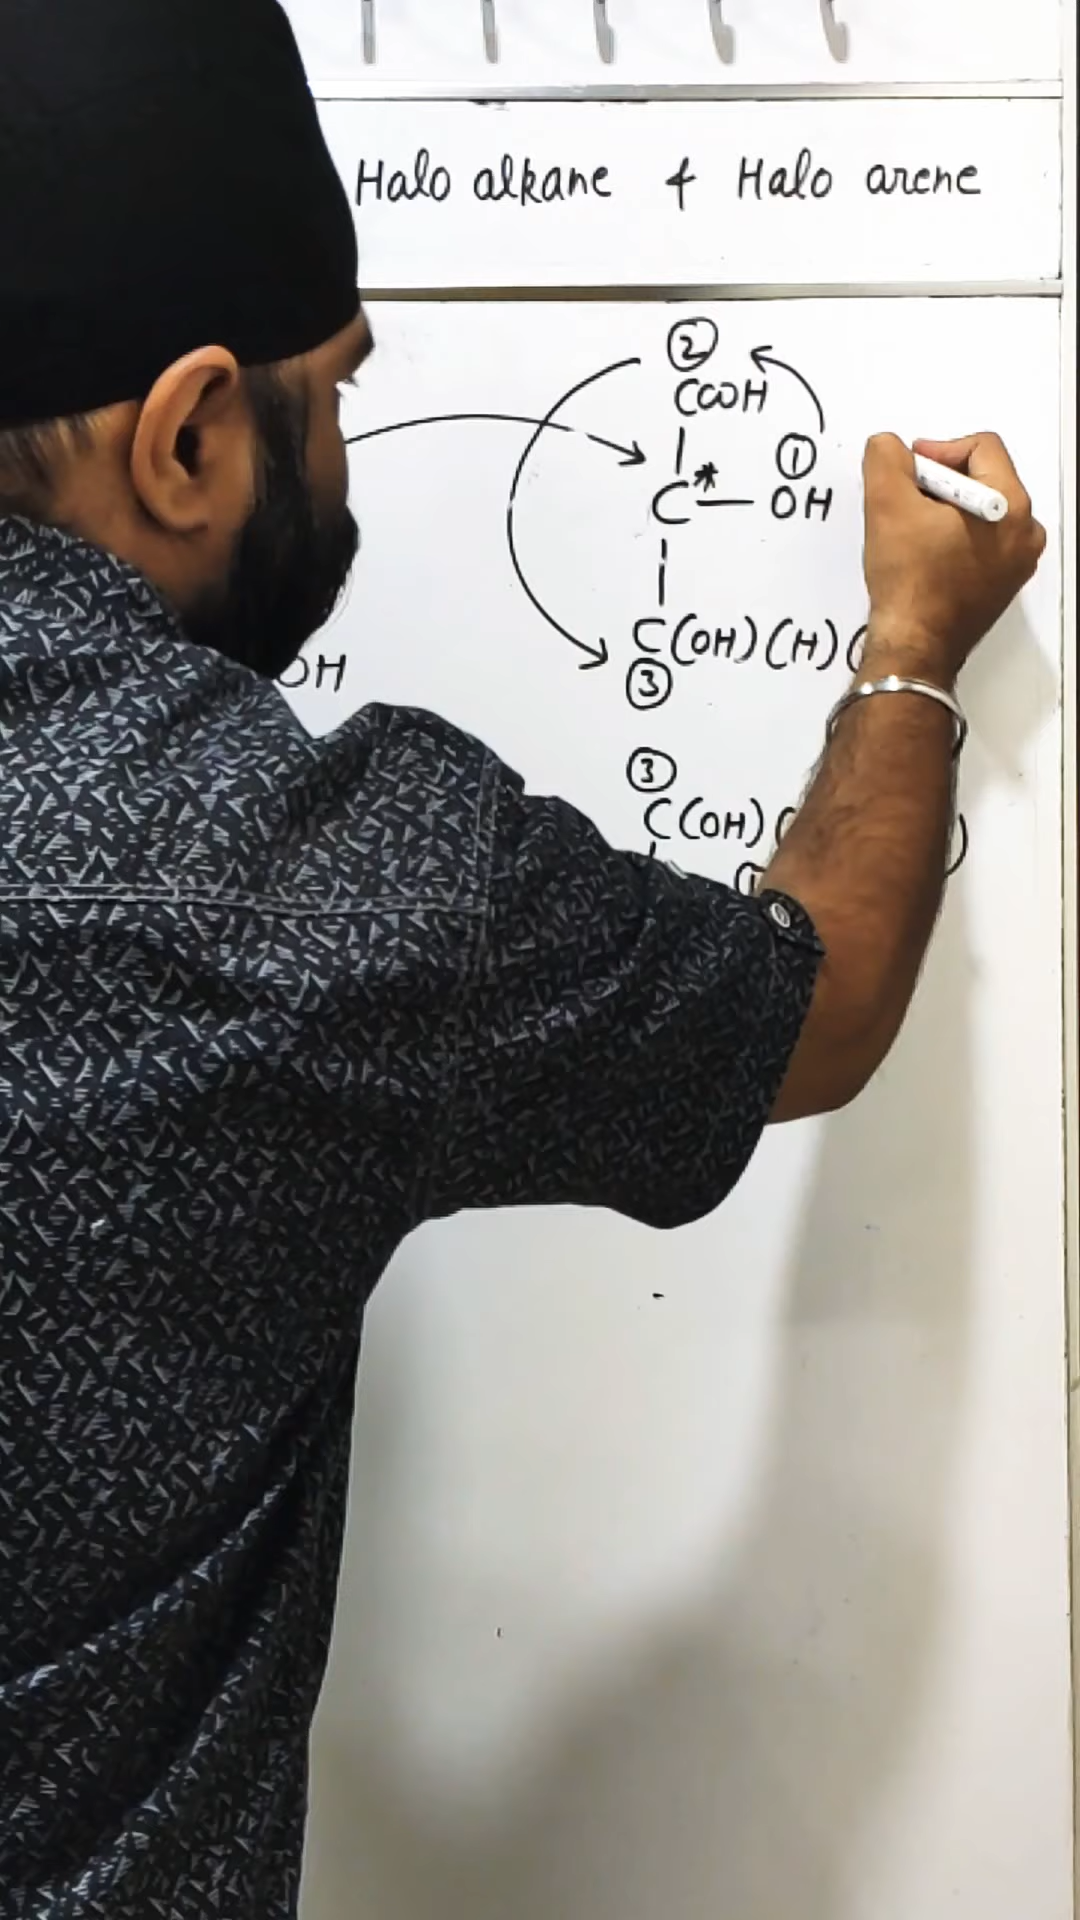 Halo alkane & Halo arene
②
COOH
①
C* — OH
C(OH)(H)(
③
OH
③
C(OH)(